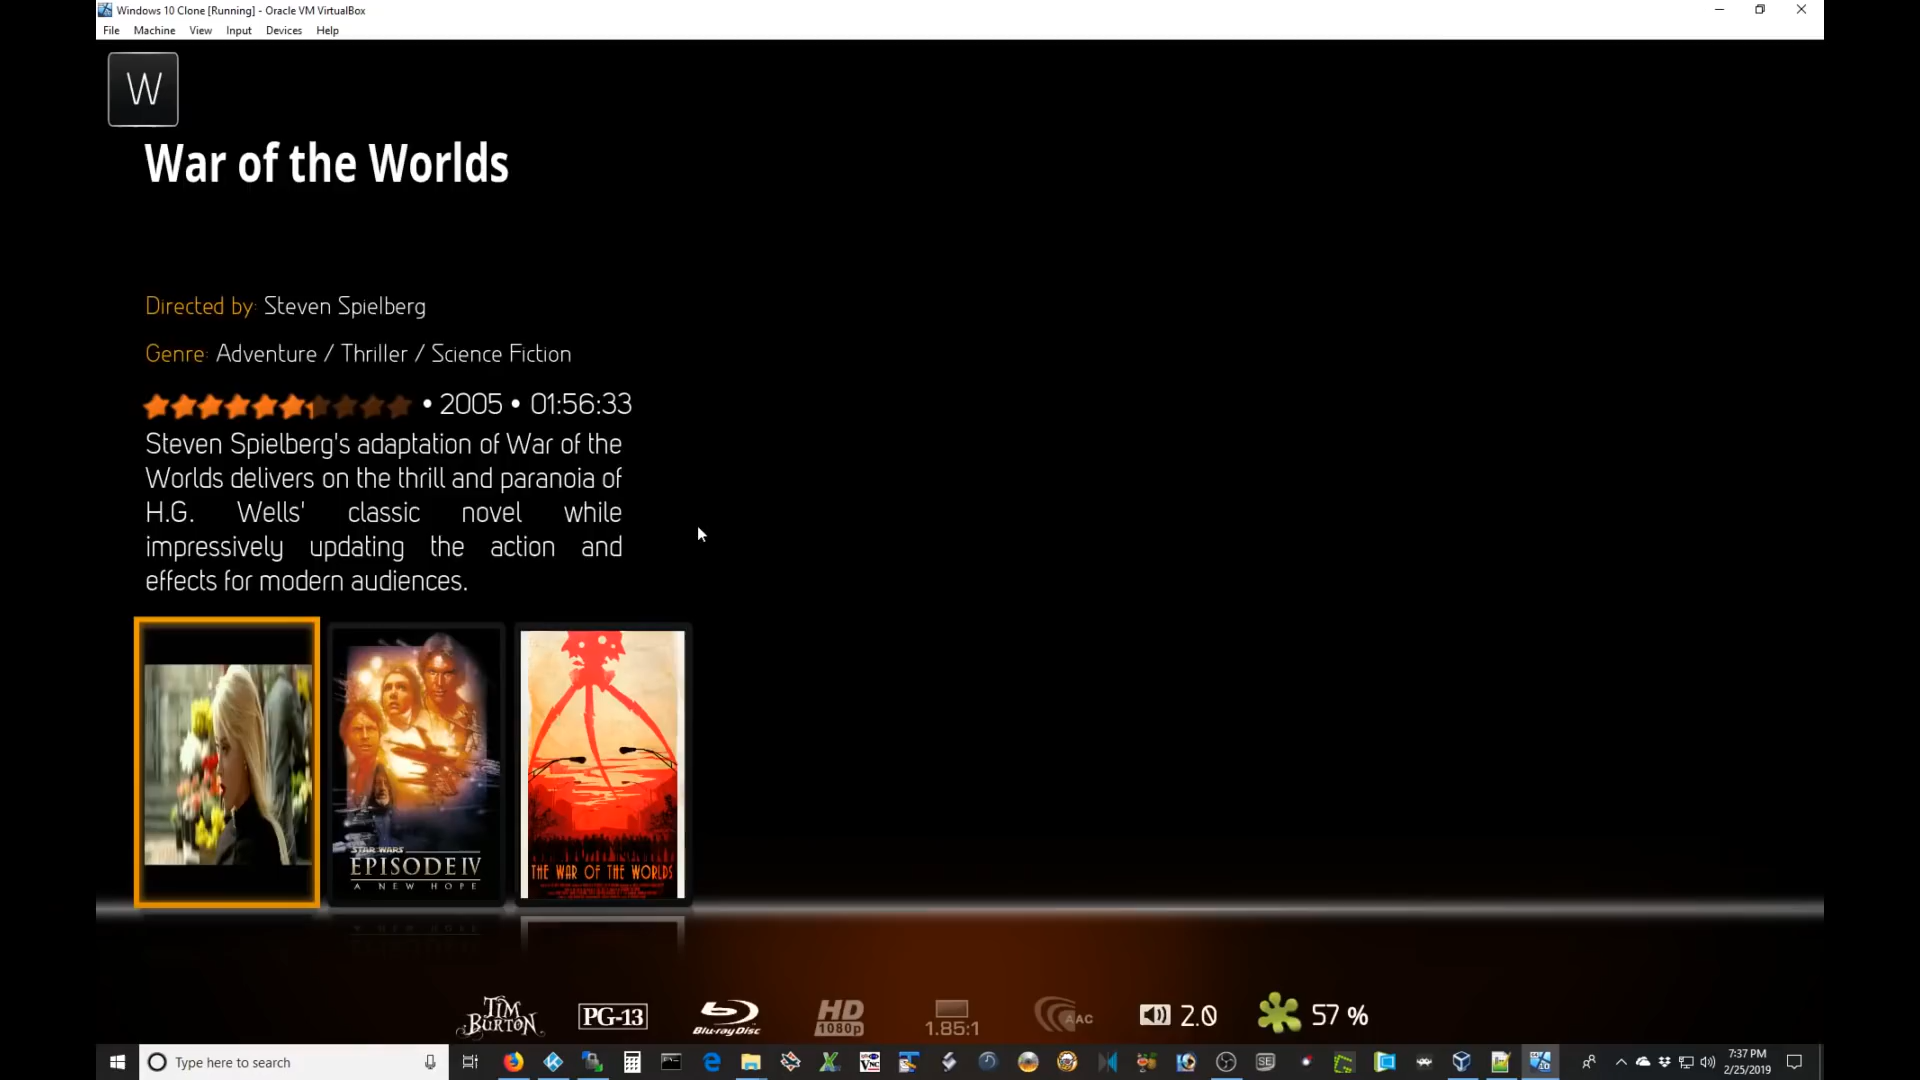 Windows 10 Clone [Running] - Oracle VM VirtualBox
File Machine View Input Devices Help
W
War of the Worlds
Directed by: Steven Spielberg
Genre: Adventure / Thriller / Science Fiction
• 2005 • 01:56:33
Steven Spielberg's adaptation of War of the
Worlds delivers on the thrill and paranoia of
H.G. Wells' classic novel while
impressively updating the action and
effects for modern audiences.
STAR WARS
EPISODE IV
A NEW HOPE
THE WAR OF THE WORLDS
TIM BURTON
PG-13
Blu-ray Disc
HD 1080p
1.85:1
AAC
2.0
57 %
Type here to search
SE
7:37 PM
2/25/2019